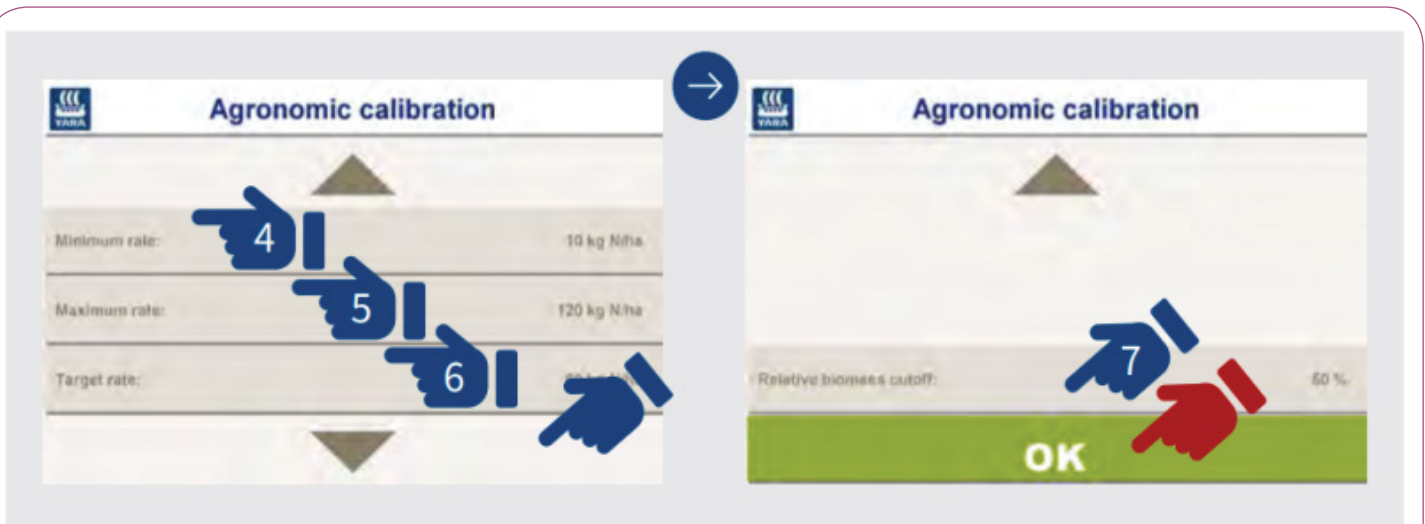 YARA
Agronomic calibration
4
Minimum rate: 10 kg N/ha
5
Maximum rate: 120 kg N/ha
6
Target rate:
→
YARA
Agronomic calibration
7
Relative biomass cutoff: 50 %
OK